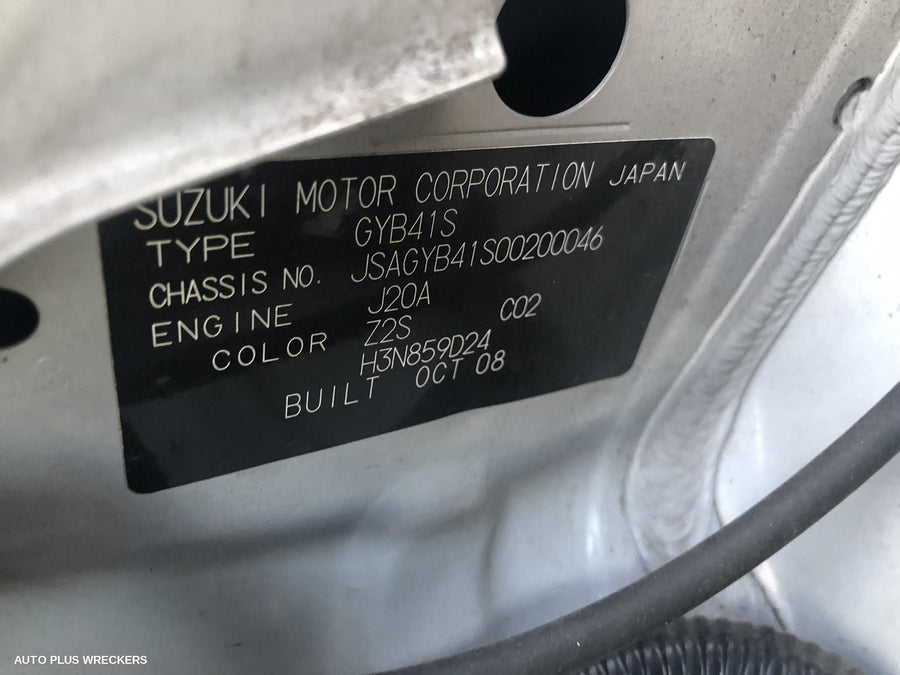 SUZUKI MOTOR CORPORATION JAPAN
TYPE GYB41S
CHASSIS NO. JSAGYB41S00200046
ENGINE J20A
COLOR Z2S C02
H3N859D24
BUILT OCT 08
AUTO PLUS WRECKERS